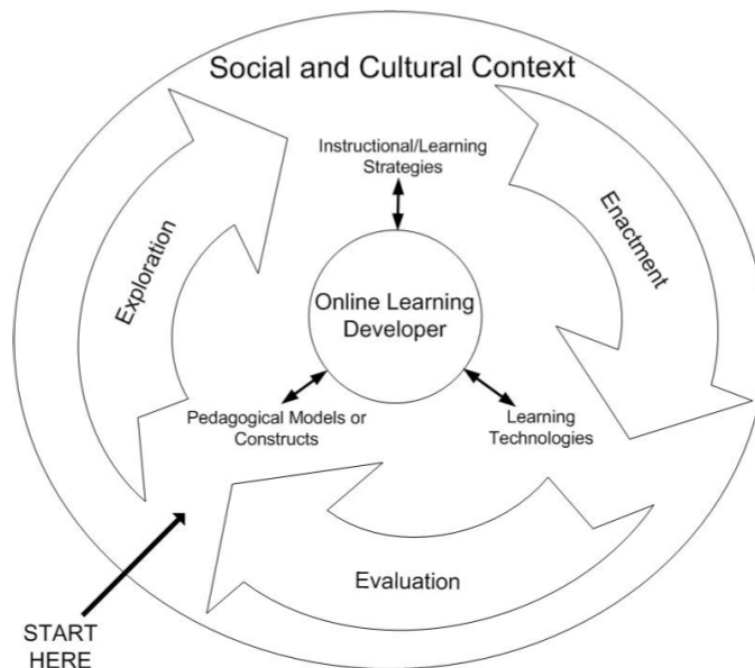 Social and Cultural Context
Instructional/Learning
Strategies
Exploration
Enactment
Online Learning
Developer
Pedagogical Models or
Constructs
Learning
Technologies
Evaluation
START
HERE